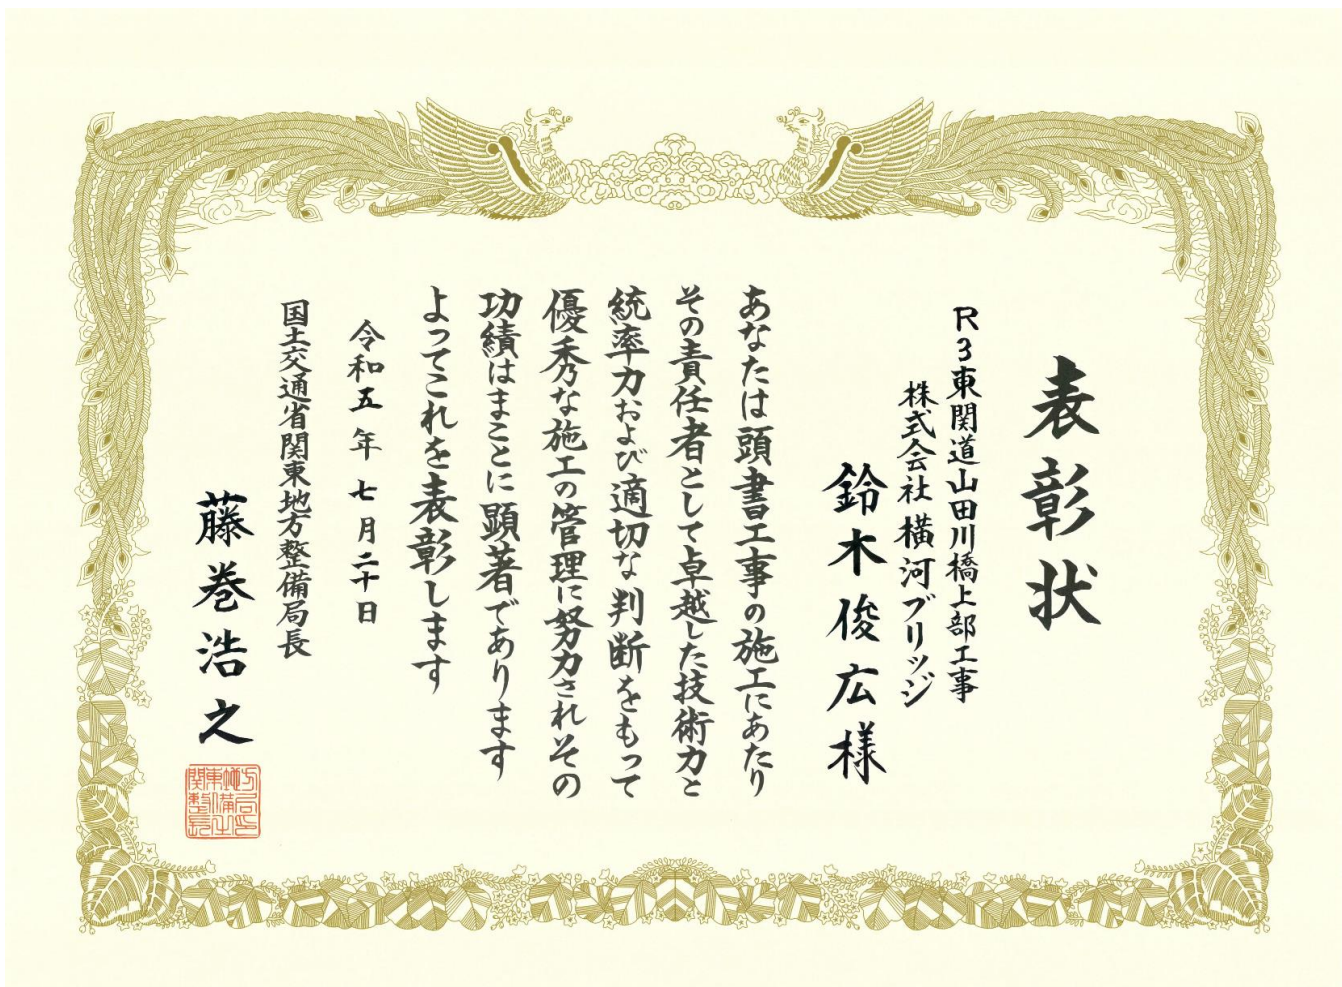 表彰状
R3東関道山田川橋上部工事
株式会社横河ブリッジ
鈴木俊広様
あなたは頭書工事の施工にあたり
その責任者として卓越した技術力と
統率力および適切な判断をもって
優秀な施工の管理に努力されその
功績はまことに顕著であります
よってこれを表彰します
令和五年七月二十日
国土交通省関東地方整備局長
藤巻浩之